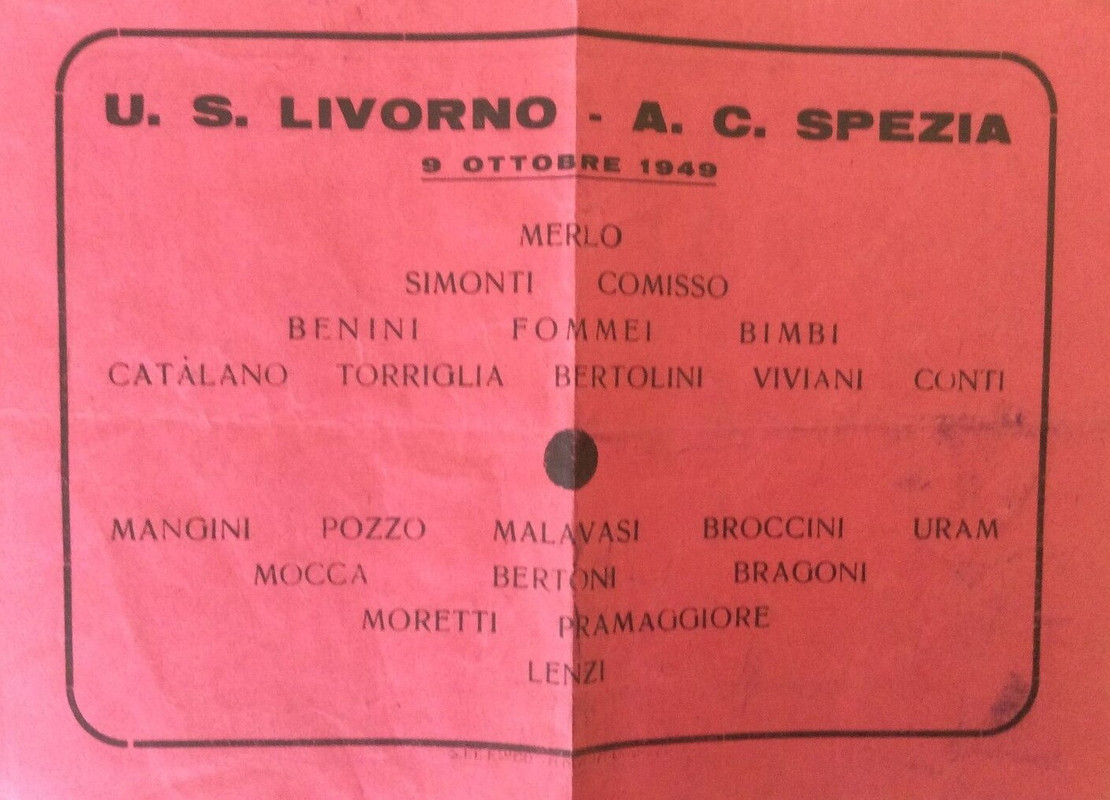 U. S. LIVORNO - A. C. SPEZIA
9 OTTOBRE 1949
MERLO
SIMONTI COMISSO
BENINI FOMMEI BIMBI
CATÀLANO TORRIGLIA BERTOLINI VIVIANI CONTI
MANGINI POZZO MALAVASI BROCCINI URAM
MOCCA BERTONI BRAGONI
MORETTI PRAMAGGIORE
LENZI